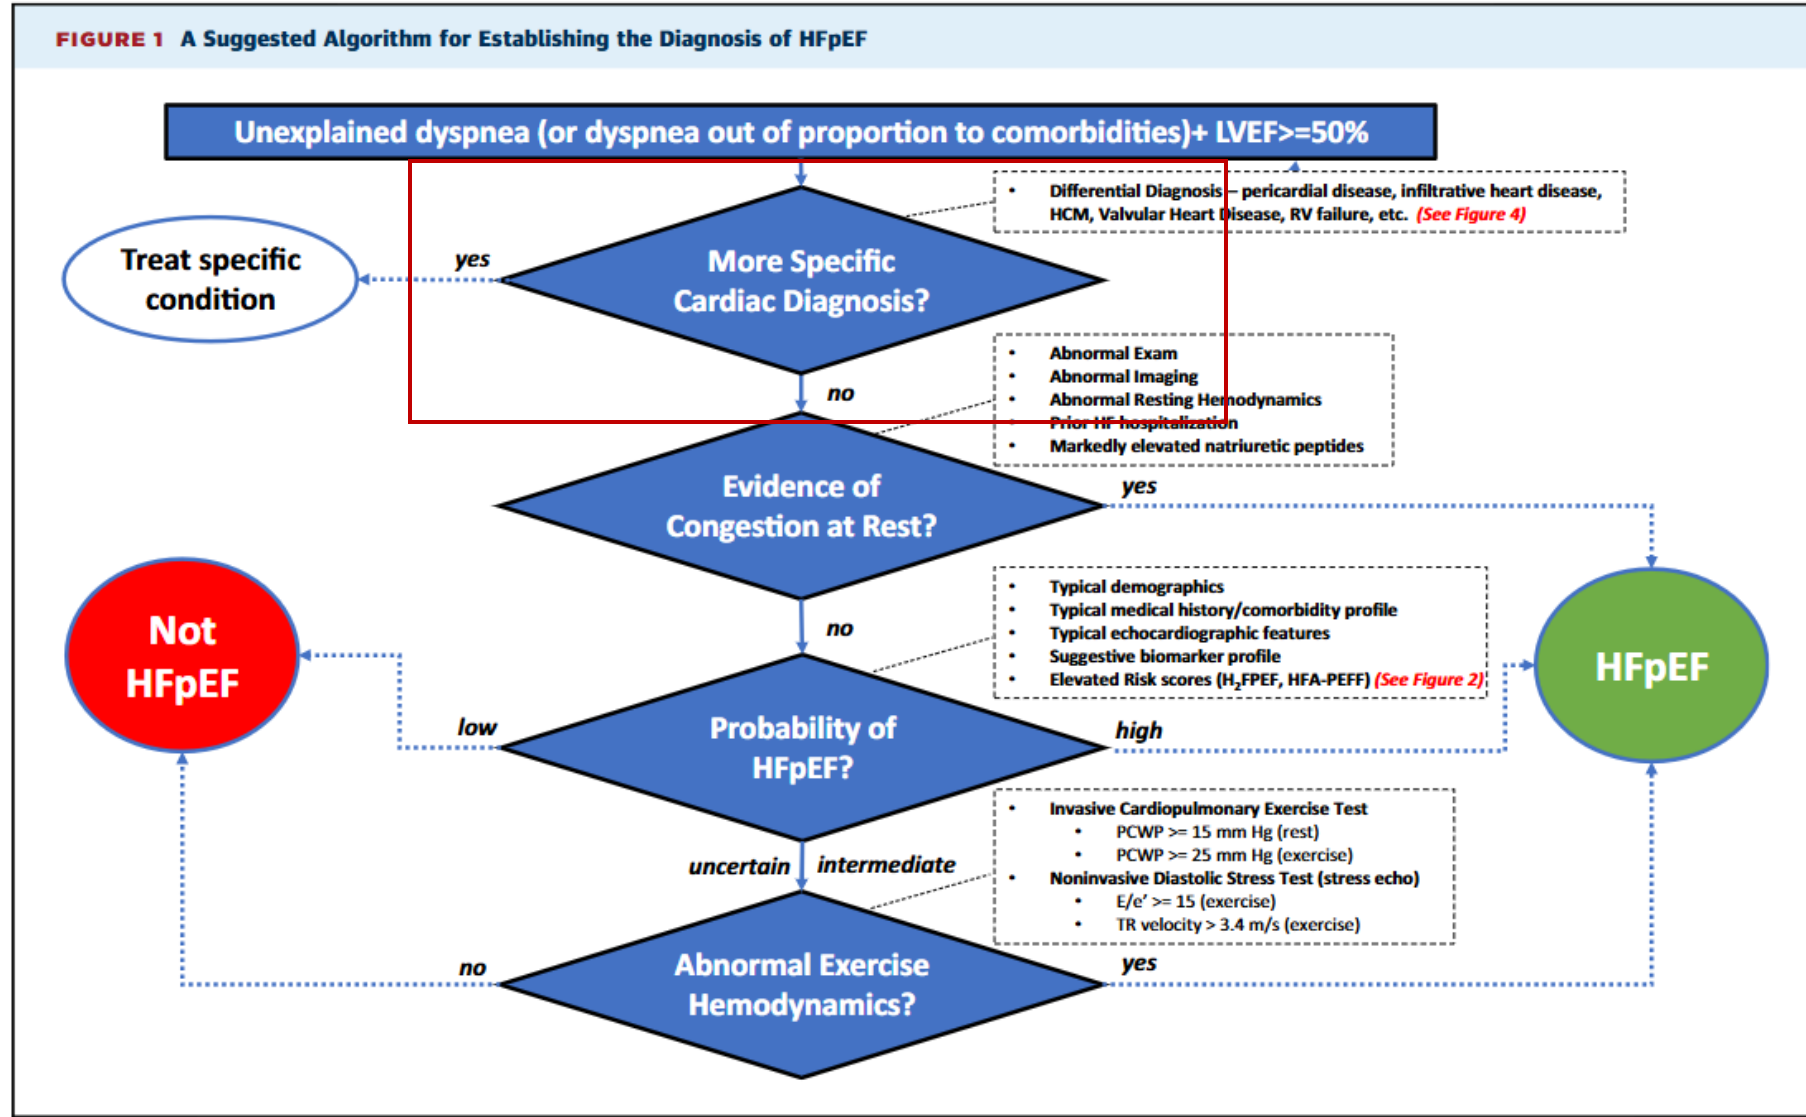 FIGURE 1 A Suggested Algorithm for Establishing the Diagnosis of HFpEF
Unexplained dyspnea (or dyspnea out of proportion to comorbidities)+ LVEF>=50%
• Differential Diagnosis – pericardial disease, infiltrative heart disease,
HCM, Valvular Heart Disease, RV failure, etc. (See Figure 4)
More Specific
Cardiac Diagnosis?
yes
Treat specific
condition
no
• Abnormal Exam
• Abnormal Imaging
• Abnormal Resting Hemodynamics
• Prior HF hospitalization
• Markedly elevated natriuretic peptides
Evidence of
Congestion at Rest?
yes
no
• Typical demographics
• Typical medical history/comorbidity profile
• Typical echocardiographic features
• Suggestive biomarker profile
• Elevated Risk scores (H₂FPEF, HFA-PEFF) (See Figure 2)
Not
HFpEF
HFpEF
low
Probability of
HFpEF?
high
uncertain intermediate
• Invasive Cardiopulmonary Exercise Test
• PCWP >= 15 mm Hg (rest)
• PCWP >= 25 mm Hg (exercise)
• Noninvasive Diastolic Stress Test (stress echo)
• E/e’ >= 15 (exercise)
• TR velocity > 3.4 m/s (exercise)
no
Abnormal Exercise
Hemodynamics?
yes